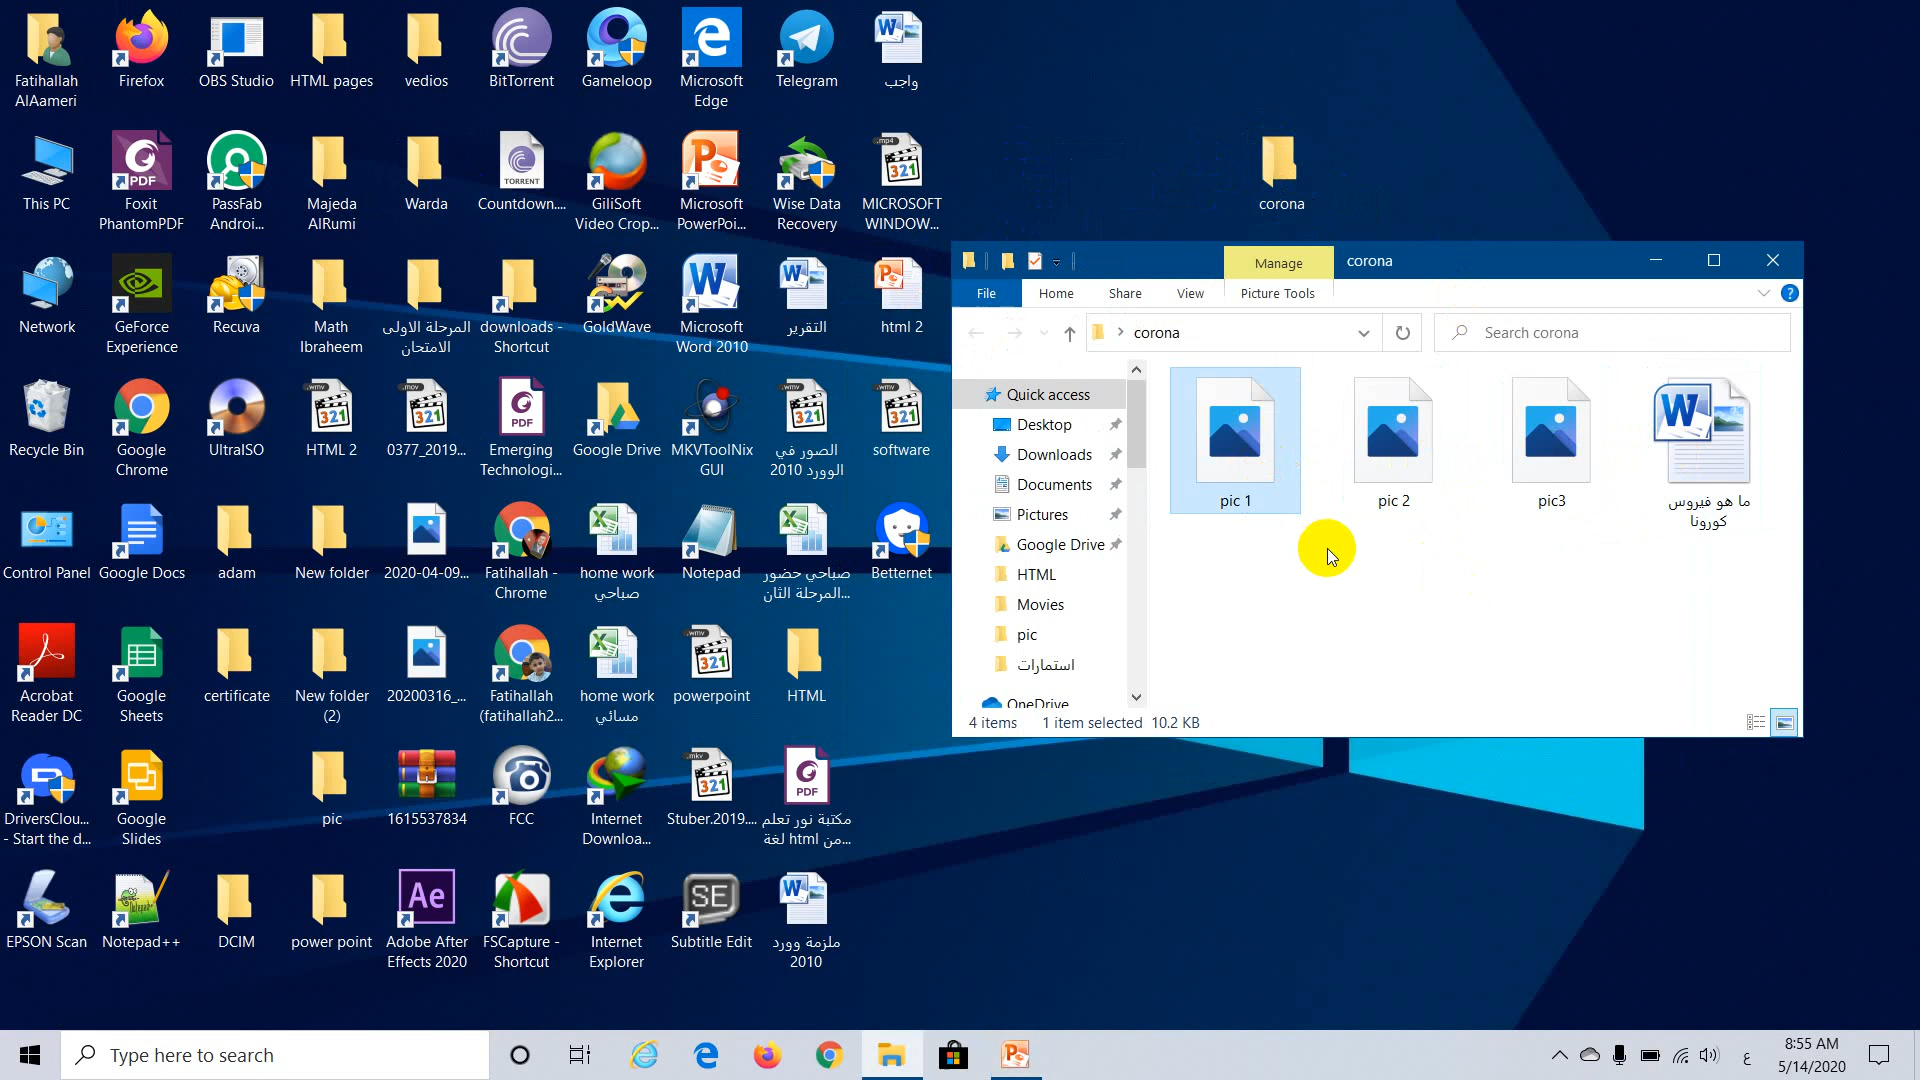 Fatihallah
AlAameri
Firefox
OBS Studio
HTML pages
vedios
BitTorrent
Gameloop
Microsoft
Edge
Telegram
واجب
This PC
Foxit
PhantomPDF
PassFab
Androi...
Majeda
AlRumi
Warda
TORRENT
Countdown....
GiliSoft
Video Crop...
Microsoft
PowerPoi...
Wise Data
Recovery
MICROSOFT
WINDOW...
corona
Network
GeForce
Experience
Recuva
Math
Ibraheem
المرحلة الاولى
الامتحان
downloads -
Shortcut
GoldWave
Microsoft
Word 2010
التقرير
html 2
Recycle Bin
Google
Chrome
UltraISO
HTML 2
0377_2019...
Emerging
Technologi...
Google Drive
MKVToolNix
GUI
الصور في
الوورد 2010
software
Control Panel
Google Docs
adam
New folder
2020-04-09...
Fatihallah -
Chrome
home work
صباحي
Notepad
صباحي حضور
المرحلة الثان...
Betternet
Acrobat
Reader DC
Google
Sheets
certificate
New folder
(2)
20200316_...
Fatihallah
(fatihallah2...
home work
مسائي
powerpoint
HTML
DriversClou...
- Start the d...
Google
Slides
pic
1615537834
FCC
Internet
Downloa...
Stuber.2019....
مكتبة نور تعلم
لغة html من...
EPSON Scan
Notepad++
DCIM
power point
Adobe After
Effects 2020
FSCapture -
Shortcut
Internet
Explorer
Subtitle Edit
ملزمة وورد
2010
Manage
corona
File
Home
Share
View
Picture Tools
corona
Search corona
Quick access
Desktop
Downloads
Documents
Pictures
Google Drive
HTML
Movies
pic
استمارات
OneDrive
pic 1
pic 2
pic3
ما هو فيروس
كورونا
4 items
1 item selected 10.2 KB
Type here to search
ع
8:55 AM
5/14/2020